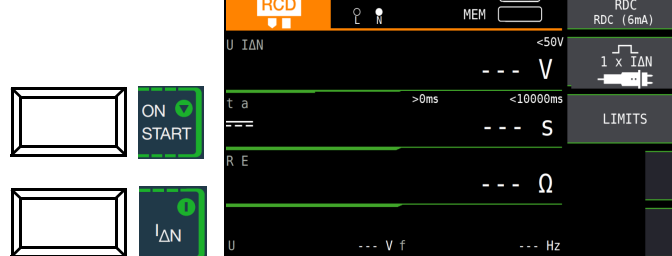 RCD
L N
MEM
RDC
RDC (6mA)
U IΔN
<50V
--- V
1 x IΔN
t a
>0ms
<10000ms
--- s
LIMITS
ON
START
R E
--- Ω
IΔN
U
--- V f
--- Hz